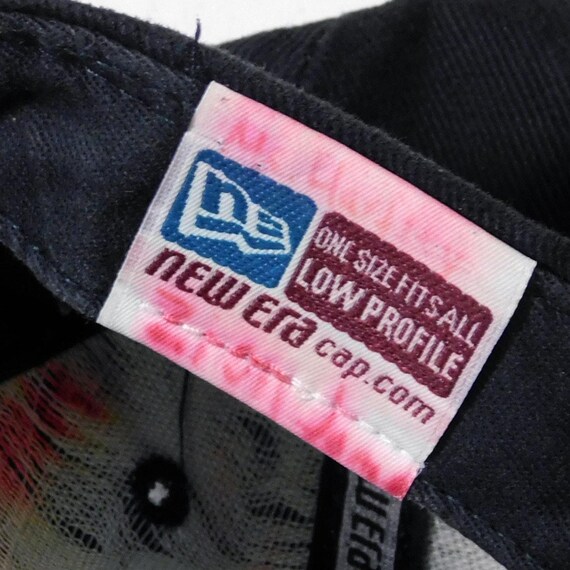 ne
ONE SIZE FITS ALL
LOW PROFILE
new era cap.com